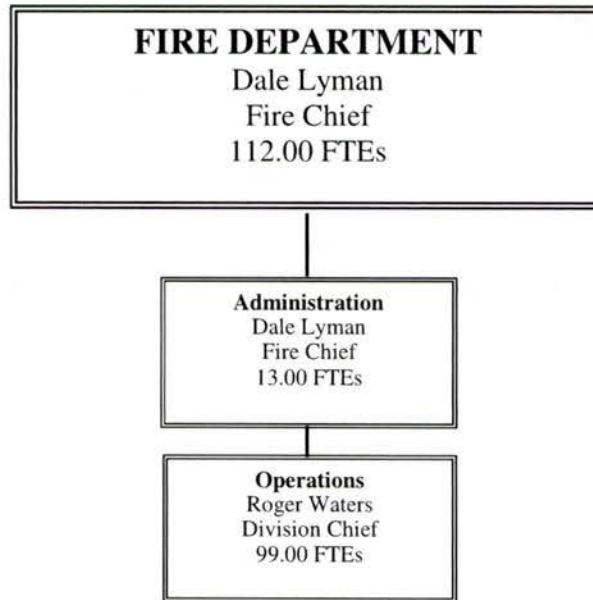 FIRE DEPARTMENT
Dale Lyman
Fire Chief
112.00 FTEs
Administration
Dale Lyman
Fire Chief
13.00 FTEs
Operations
Roger Waters
Division Chief
99.00 FTEs